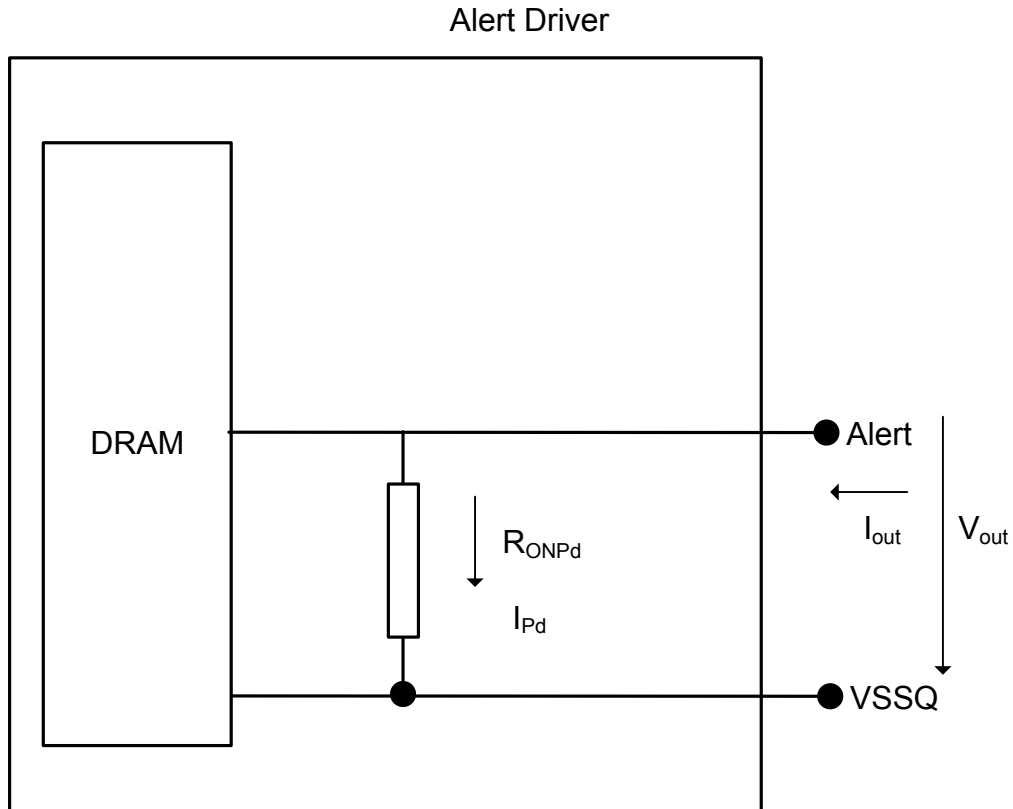 Alert Driver
DRAM
Alert
I_out
V_out
R_ONPd
I_Pd
VSSQ